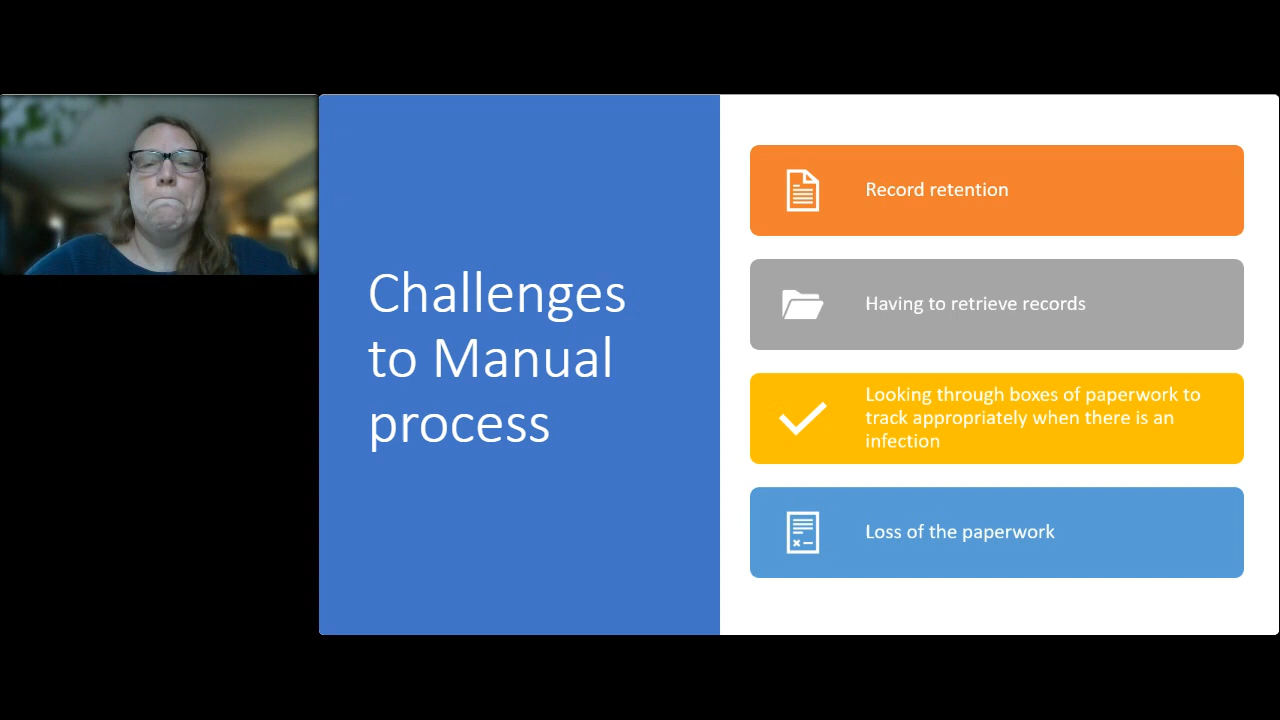 Challenges
to Manual
process
Record retention
Having to retrieve records
Looking through boxes of paperwork to
track appropriately when there is an
infection
Loss of the paperwork